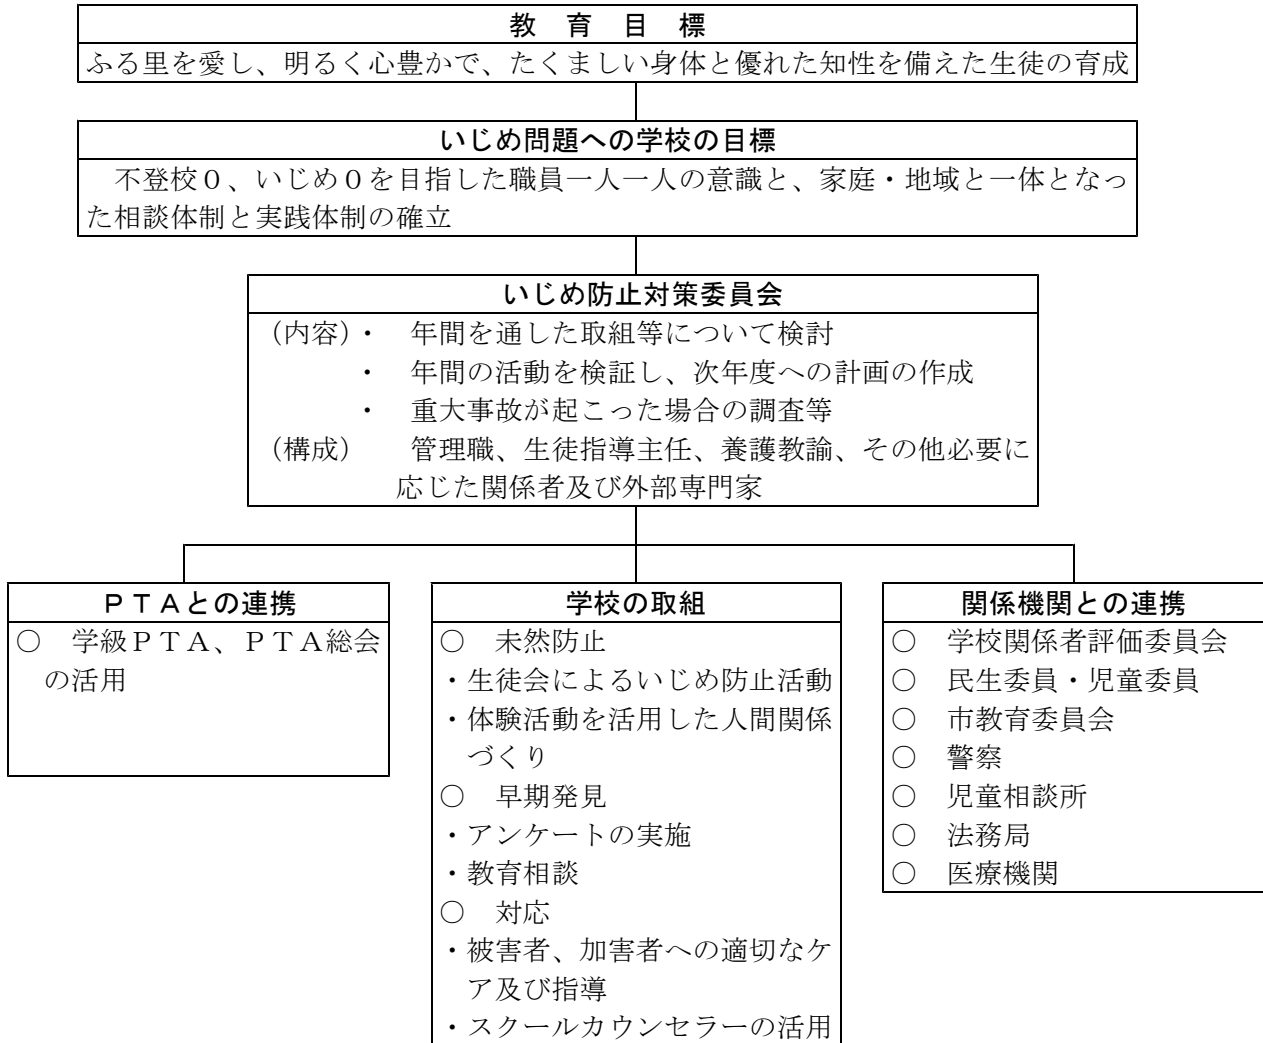 教　育　目　標
ふる里を愛し、明るく心豊かで、たくましい身体と優れた知性を備えた生徒の育成
いじめ問題への学校の目標
不登校０、いじめ０を目指した職員一人一人の意識と、家庭・地域と一体となっ
た相談体制と実践体制の確立
いじめ防止対策委員会
（内容）・　年間を通した取組等について検討
・　年間の活動を検証し、次年度への計画の作成
・　重大事故が起こった場合の調査等
（構成）　管理職、生徒指導主任、養護教諭、その他必要に
応じた関係者及び外部専門家
ＰＴＡとの連携
○　学級ＰＴＡ、ＰＴＡ総会
の活用
学校の取組
○　未然防止
・生徒会によるいじめ防止活動
・体験活動を活用した人間関係
づくり
○　早期発見
・アンケートの実施
・教育相談
○　対応
・被害者、加害者への適切なケ
ア及び指導
・スクールカウンセラーの活用
関係機関との連携
○　学校関係者評価委員会
○　民生委員・児童委員
○　市教育委員会
○　警察
○　児童相談所
○　法務局
○　医療機関